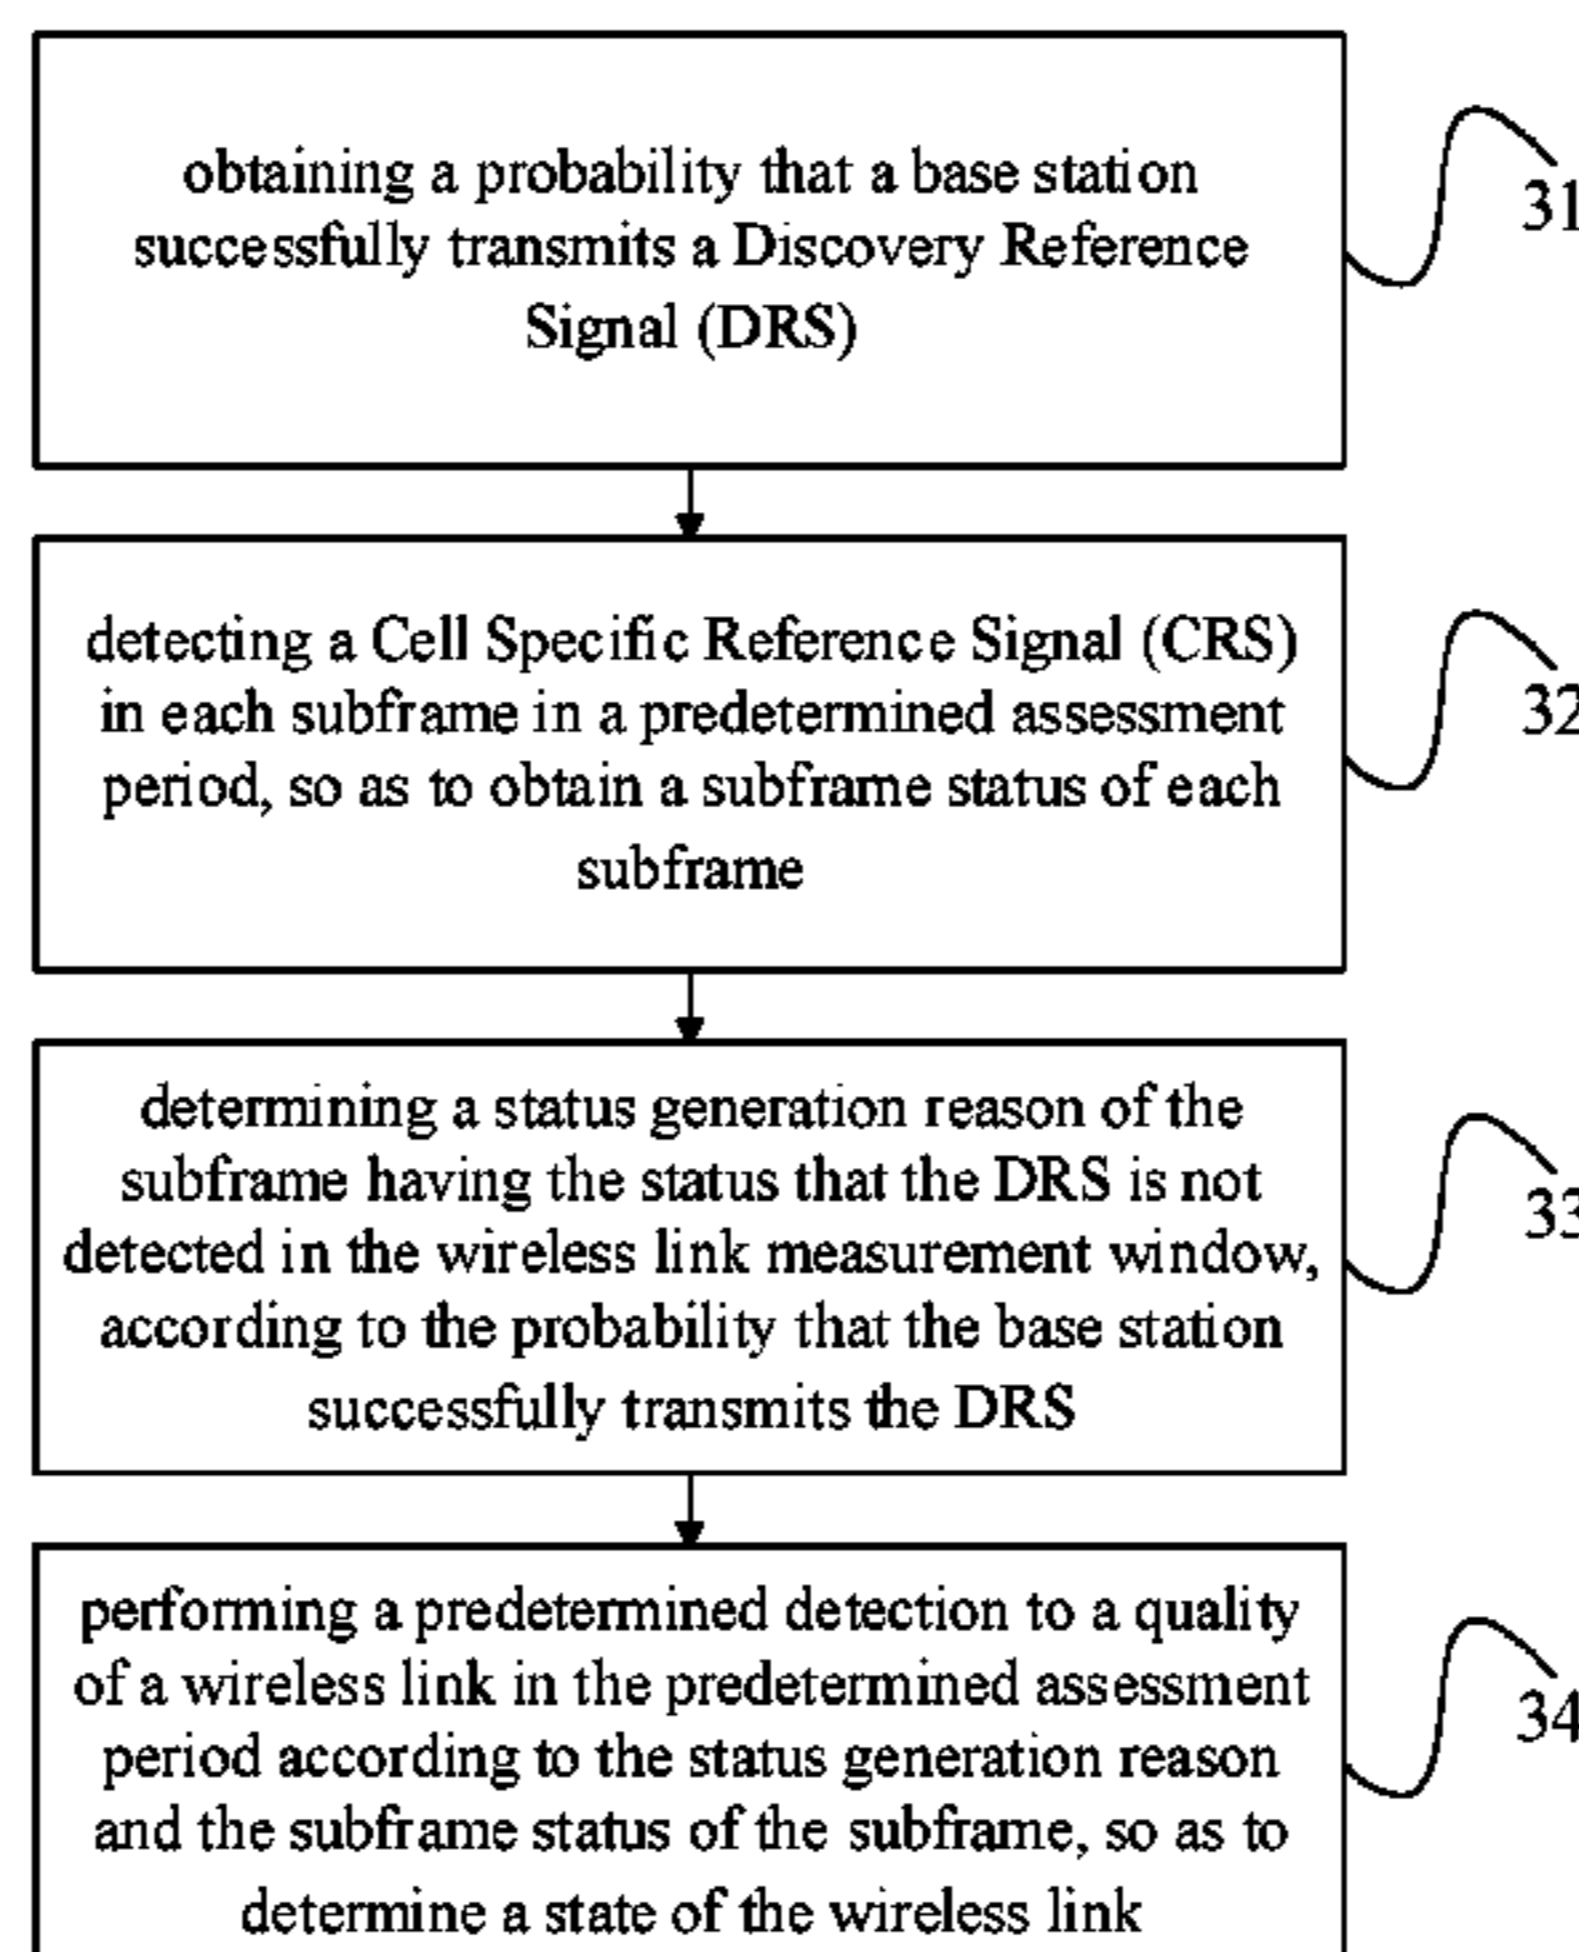 obtaining a probability that a base station
successfully transmits a Discovery Reference
Signal (DRS)
31
detecting a Cell Specific Reference Signal (CRS)
in each subframe in a predetermined assessment
period, so as to obtain a subframe status of each
subframe
32
determining a status generation reason of the
subframe having the status that the DRS is not
detected in the wireless link measurement window,
according to the probability that the base station
successfully transmits the DRS
33
performing a predetermined detection to a quality
of a wireless link in the predetermined assessment
period according to the status generation reason
and the subframe status of the subframe, so as to
determine a state of the wireless link
34